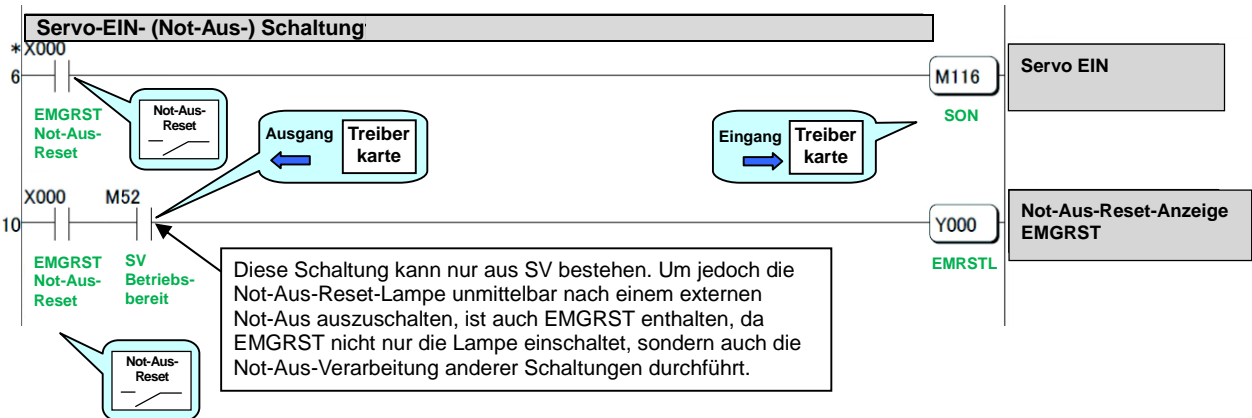 Servo-EIN- (Not-Aus-) Schaltung
*X000
6
M116
Servo EIN
EMGRST
Not-Aus-
Reset
Not-Aus-
Reset
Ausgang
Treiber
karte
Eingang
Treiber
karte
SON
X000
M52
10
Y000
Not-Aus-Reset-Anzeige
EMGRST
EMGRST
Not-Aus-
Reset
SV
Betriebs-
bereit
EMRSTL
Diese Schaltung kann nur aus SV bestehen. Um jedoch die
Not-Aus-Reset-Lampe unmittelbar nach einem externen
Not-Aus auszuschalten, ist auch EMGRST enthalten, da
EMGRST nicht nur die Lampe einschaltet, sondern auch die
Not-Aus-Verarbeitung anderer Schaltungen durchführt.
Not-Aus-
Reset